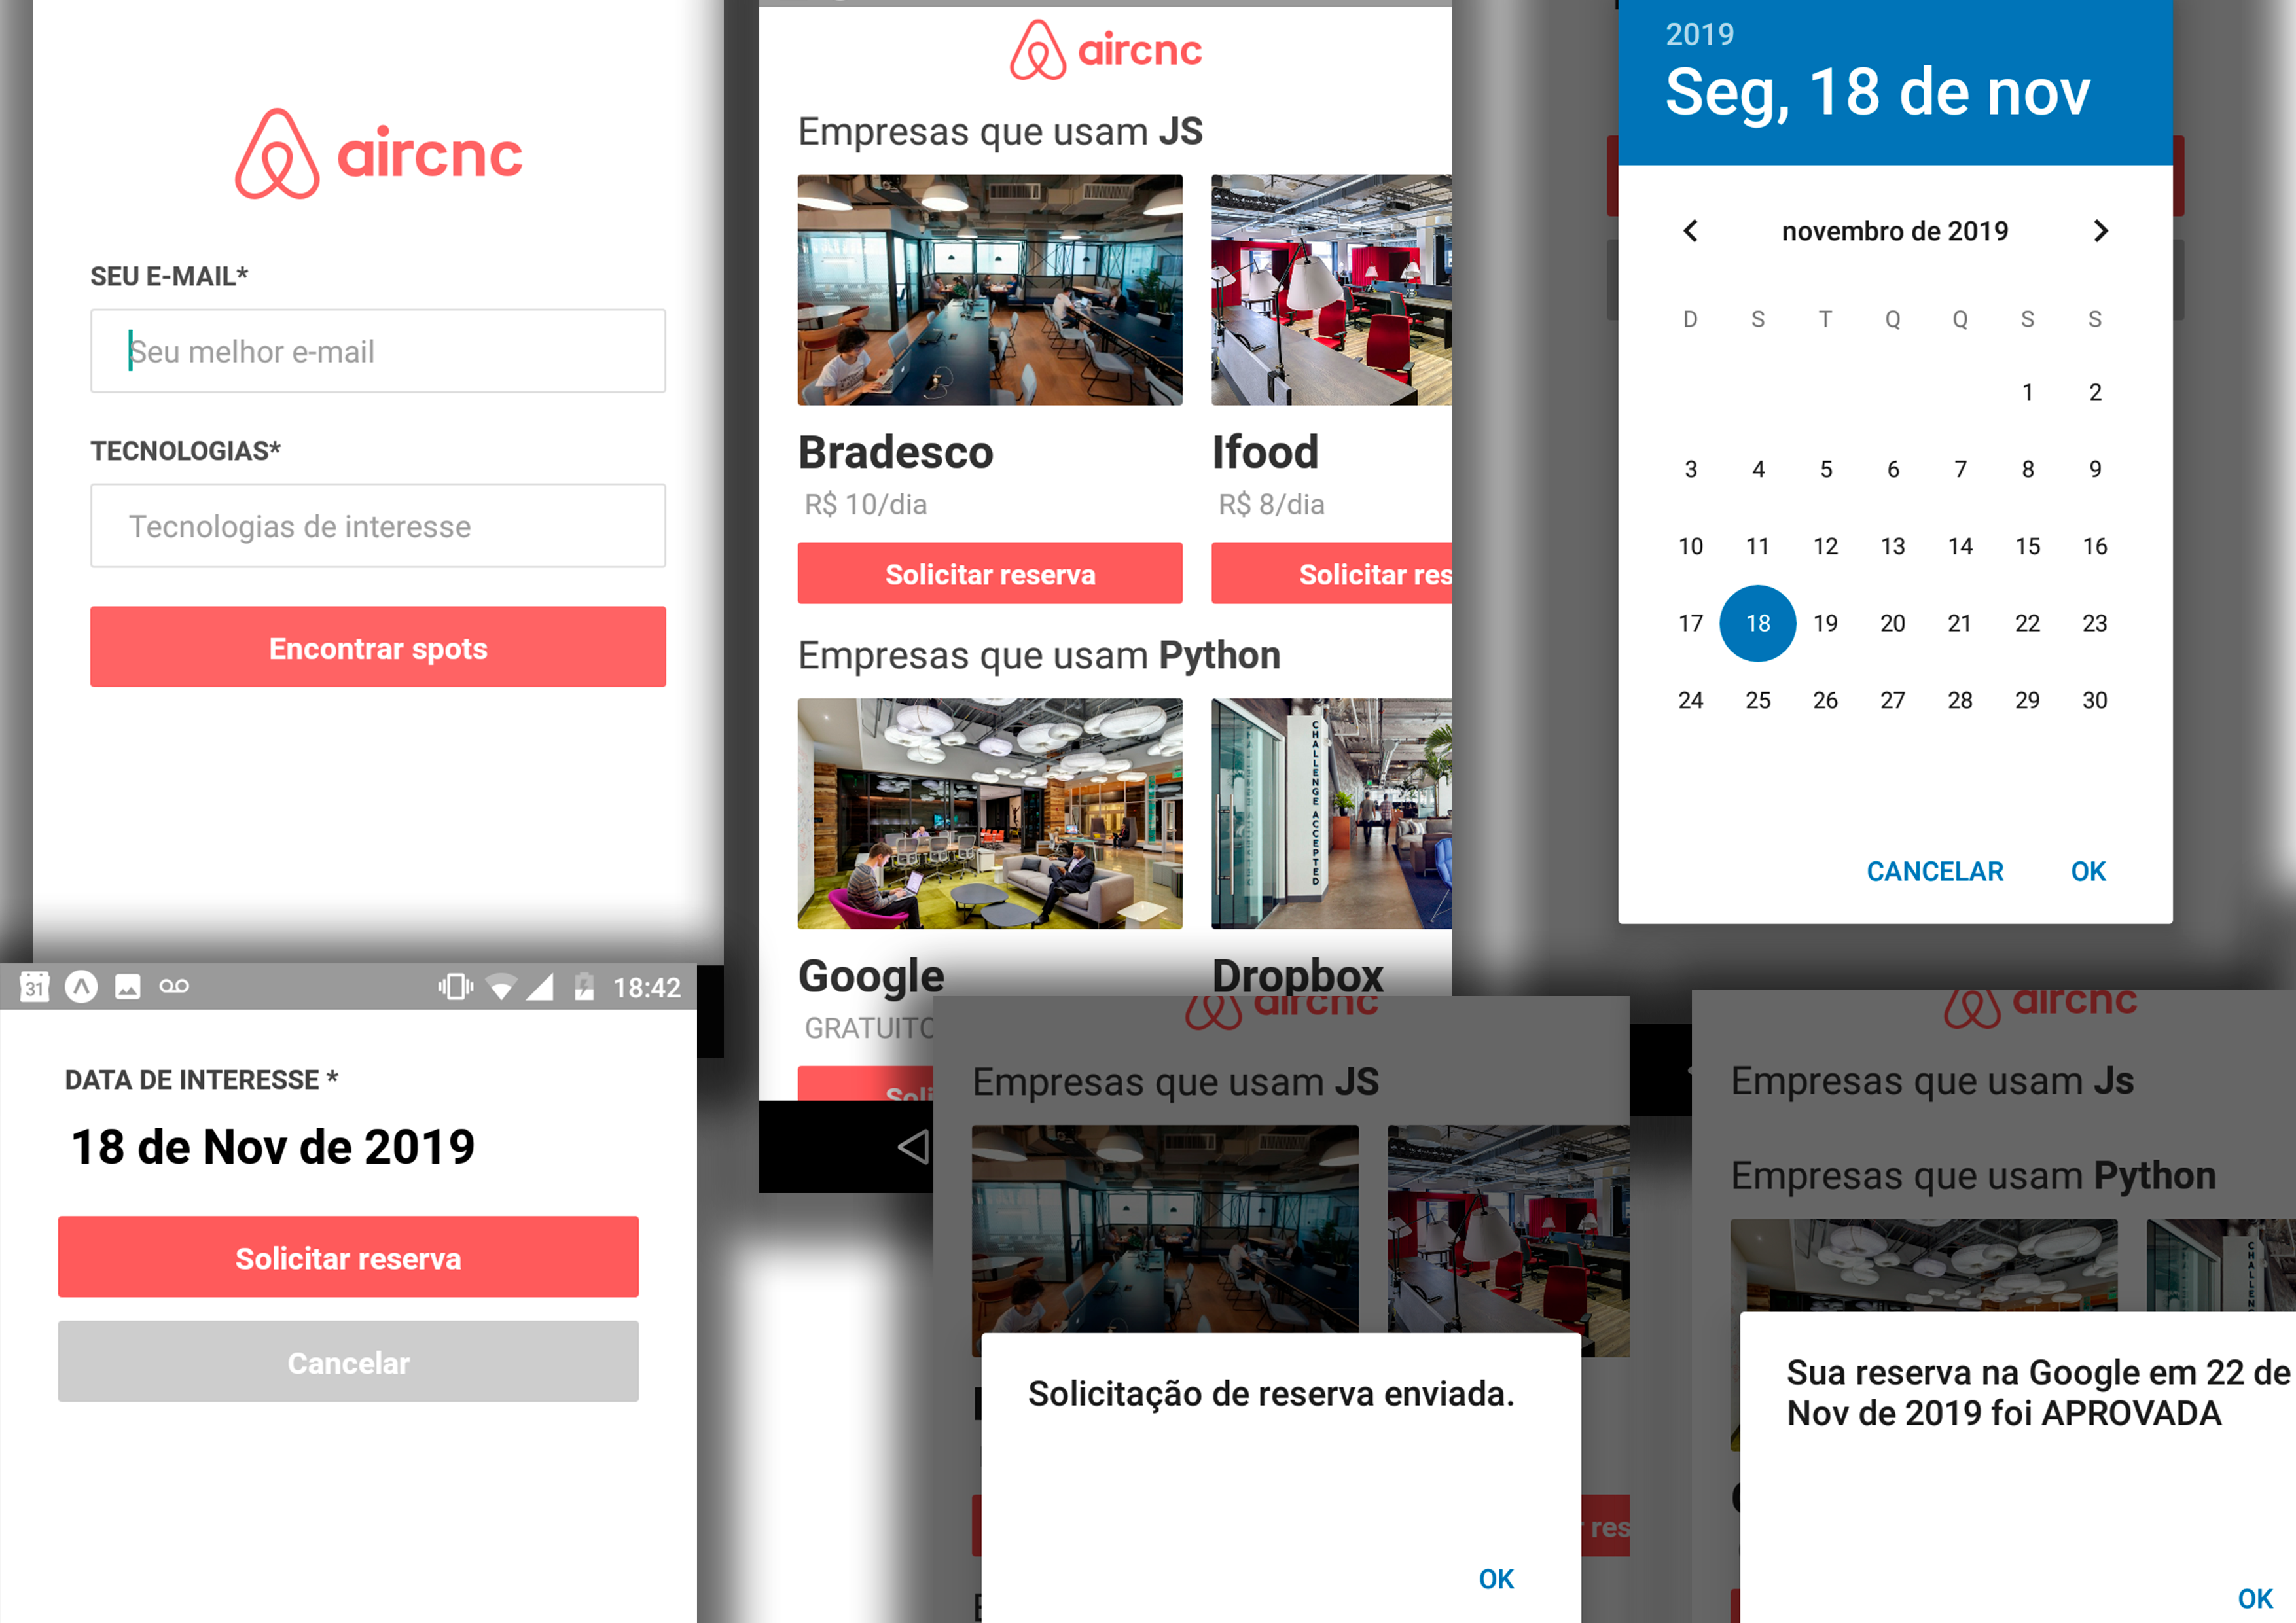 aircnc
SEU E-MAIL*
Seu melhor e-mail
TECNOLOGIAS*
Tecnologias de interesse
Encontrar spots
aircnc
Empresas que usam JS
Bradesco
R$ 10/dia
Solicitar reserva
Ifood
R$ 8/dia
Solicitar res
Empresas que usam Python
CHALLENGE ACCEPTED
Google
GRATUITO
Soli
Dropbox
2019
Seg, 18 de nov
novembro de 2019
D S T Q Q S S
1 2
3 4 5 6 7 8 9
10 11 12 13 14 15 16
17 18 19 20 21 22 23
24 25 26 27 28 29 30
CANCELAR OK
31 18:42
DATA DE INTERESSE *
18 de Nov de 2019
Solicitar reserva
Cancelar
aircnc
Empresas que usam JS
Solicitação de reserva enviada.
res
OK
aircnc
Empresas que usam Js
Empresas que usam Python
CHALLEN
Sua reserva na Google em 22 de
Nov de 2019 foi APROVADA
OK